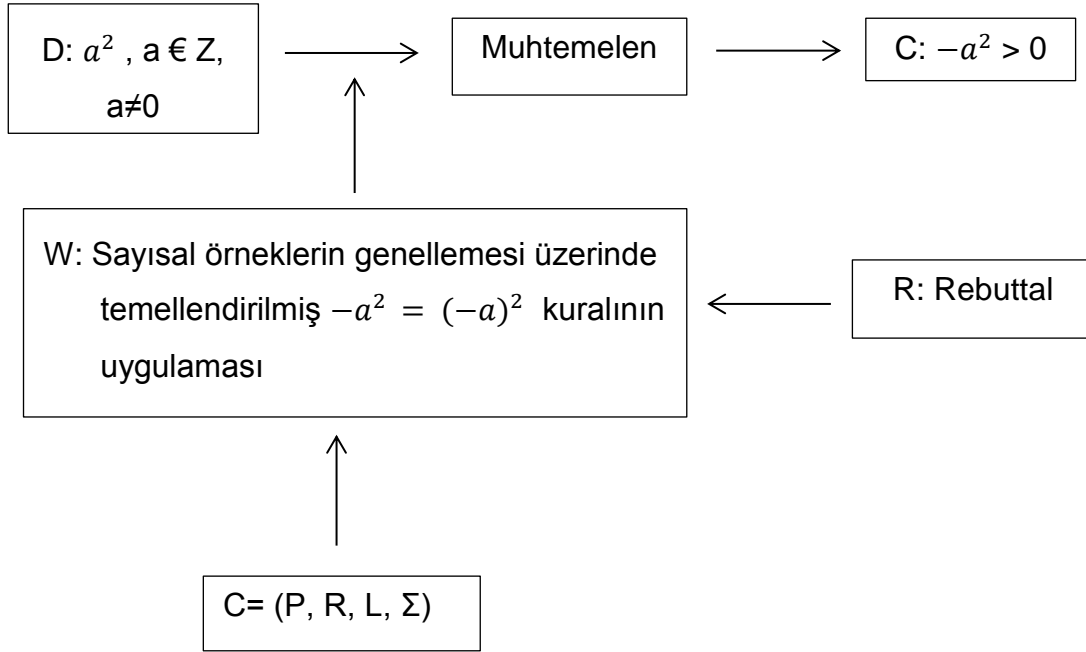 D: 𝑎² , a € Z,
a≠0
Muhtemelen
C: −𝑎² > 0
W: Sayısal örneklerin genellemesi üzerinde
temellendirilmiş −𝑎² = (−𝑎)² kuralının
uygulaması
R: Rebuttal
C= (P, R, L, Σ)